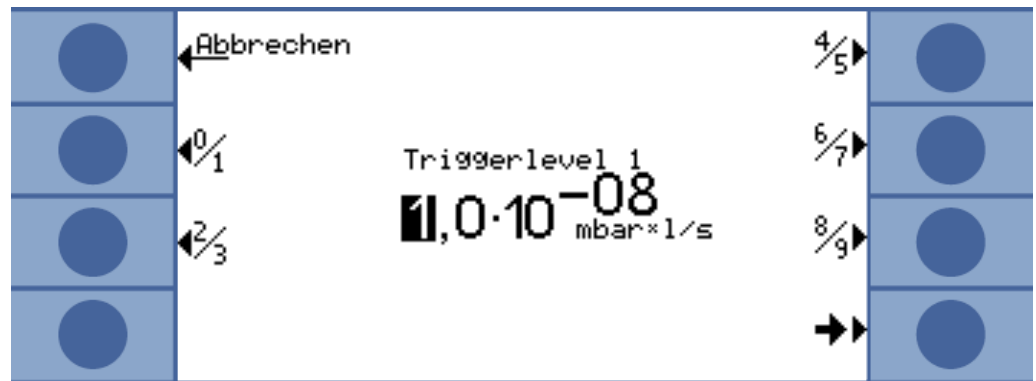 Abbrechen
4/5
0/1
6/7
Triggerlevel 1
1,0·10⁻⁰⁸
mbar×l/s
2/3
8/9